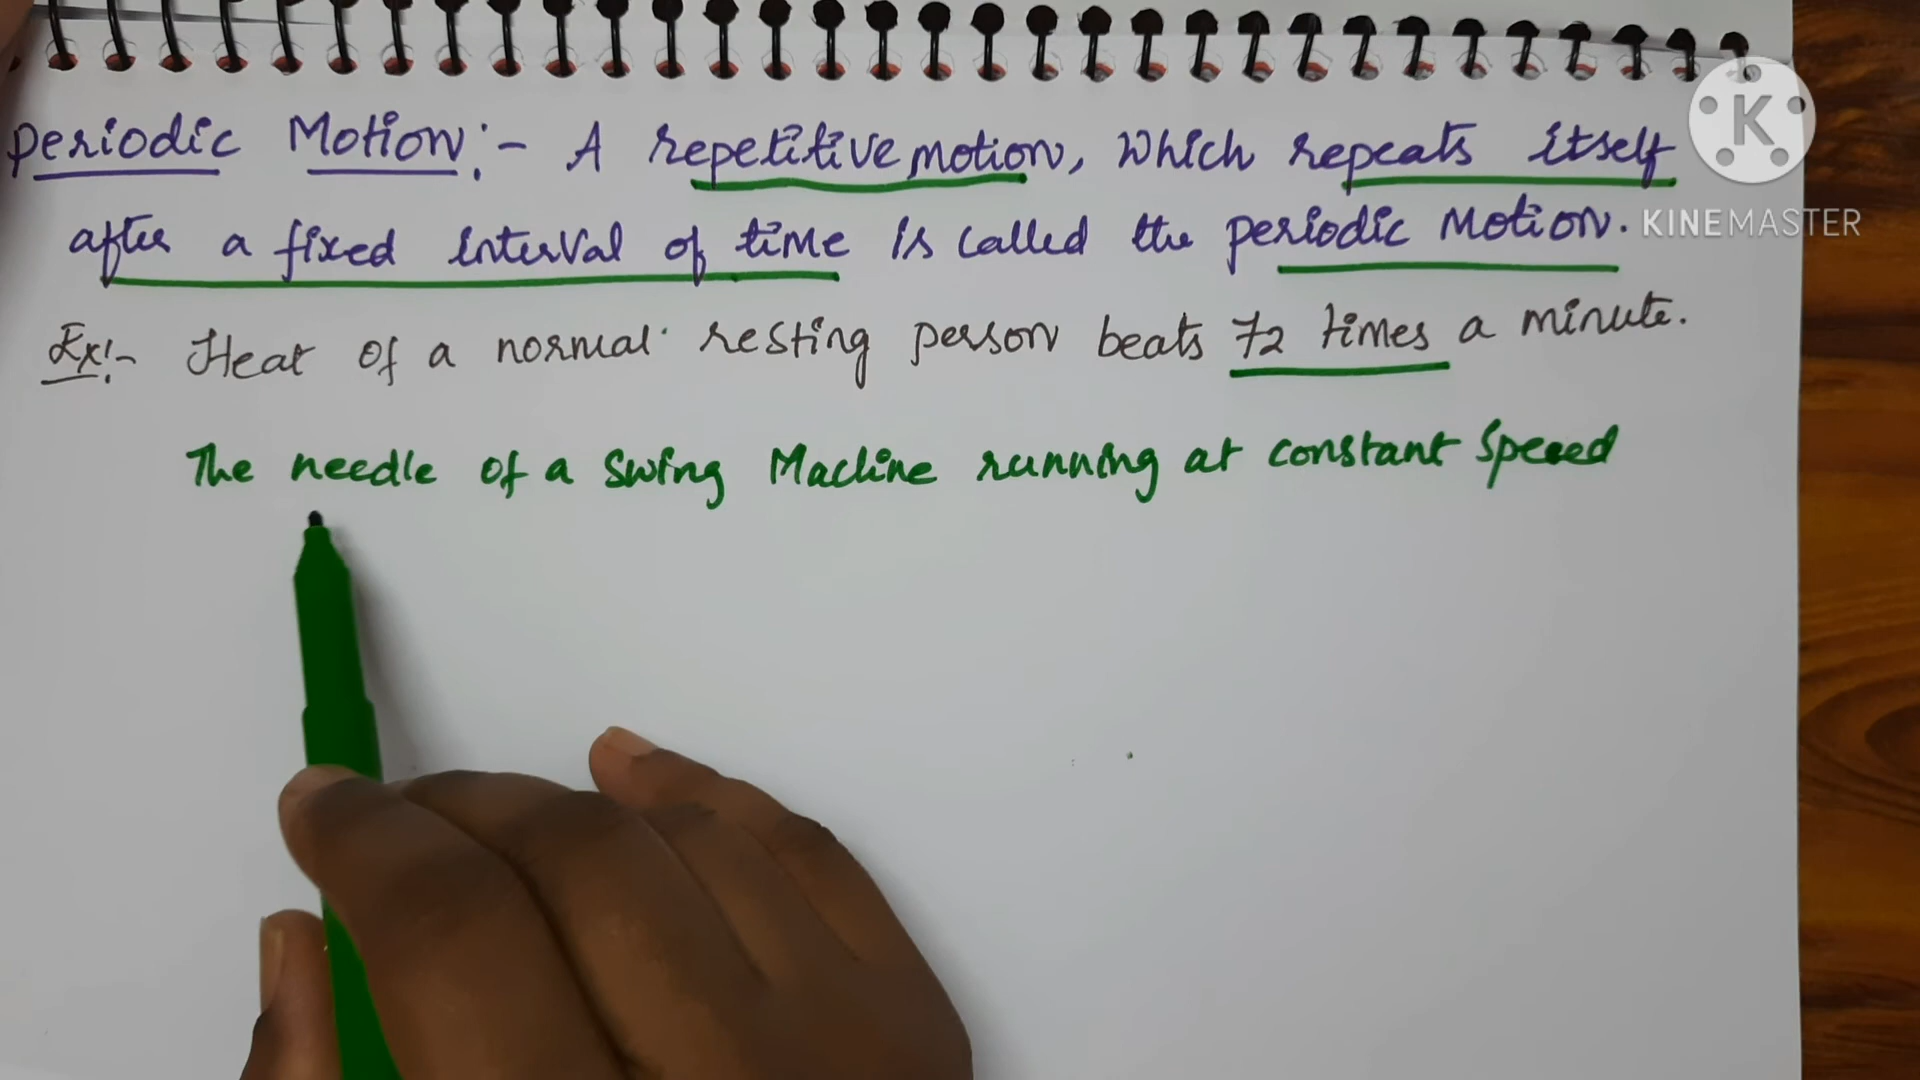 Periodic Motion:- A repetitive motion, which repeats itself
after a fixed interval of time is called the periodic Motion.
Ex:- Heat of a normal resting person beats 72 times a minute.
The needle of a swing Machine running at constant Speed
K
KINEMASTER